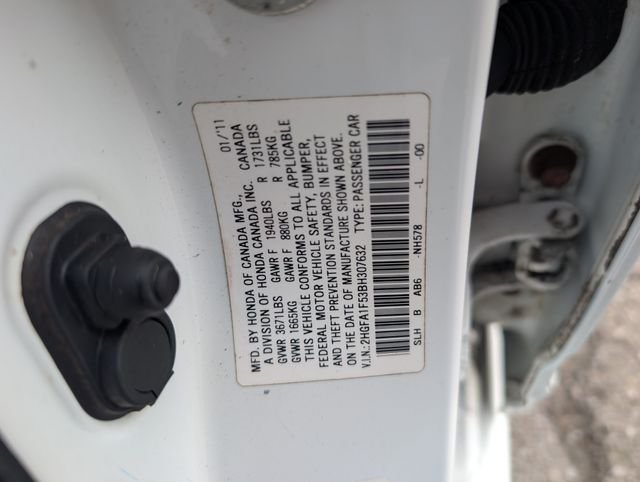 MFD. BY HONDA OF CANADA MFG., 01/'11
A DIVISION OF HONDA CANADA INC. CANADA
GVWR 3671LBS GAWR F 1940LBS R 1731LBS
GVWR 1665KG GAWR F 880KG R 785KG
THIS VEHICLE CONFORMS TO ALL APPLICABLE
FEDERAL MOTOR VEHICLE SAFETY, BUMPER,
AND THEFT PREVENTION STANDARDS IN EFFECT
ON THE DATE OF MANUFACTURE SHOWN ABOVE.
V.I.N.: 2HGFA1F53BH307632 TYPE: PASSENGER CAR
SLH B AB6 -NH578 -L -00